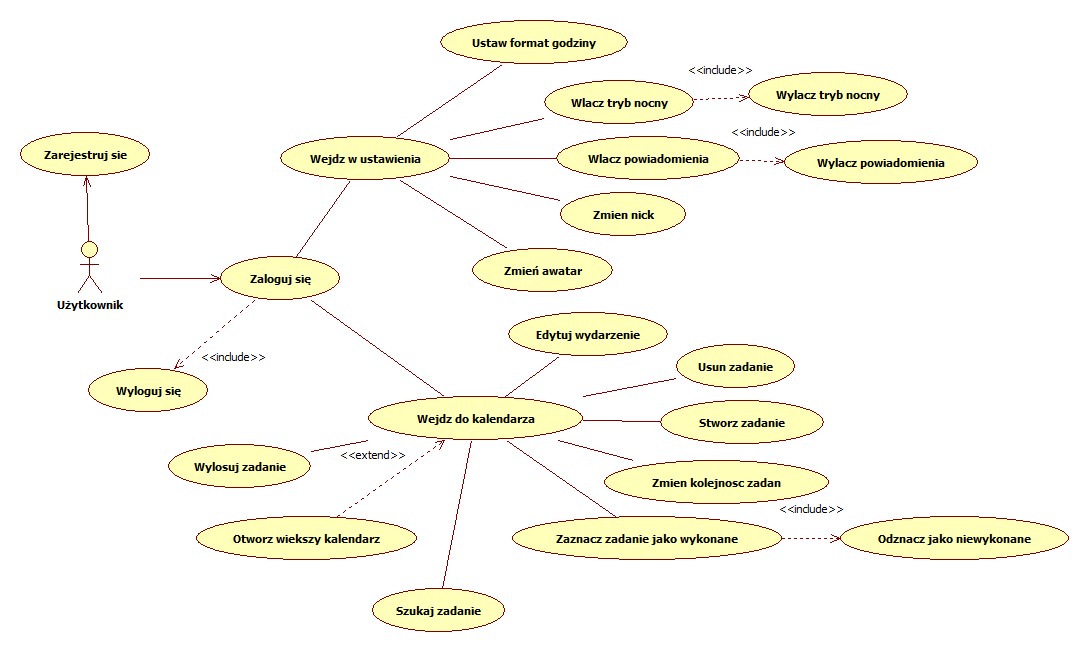 Ustaw format godziny
<<include>>
Wlacz tryb nocny
Wylacz tryb nocny
<<include>>
Zarejestruj sie
Wejdz w ustawienia
Wlacz powiadomienia
Wylacz powiadomienia
Zmien nick
Zmień awatar
Zaloguj się
Użytkownik
Edytuj wydarzenie
<<include>>
Usun zadanie
Wyloguj się
Wejdz do kalendarza
Stworz zadanie
<<extend>>
Wylosuj zadanie
Zmien kolejnosc zadan
<<include>>
Otworz wiekszy kalendarz
Zaznacz zadanie jako wykonane
Odznacz jako niewykonane
Szukaj zadanie